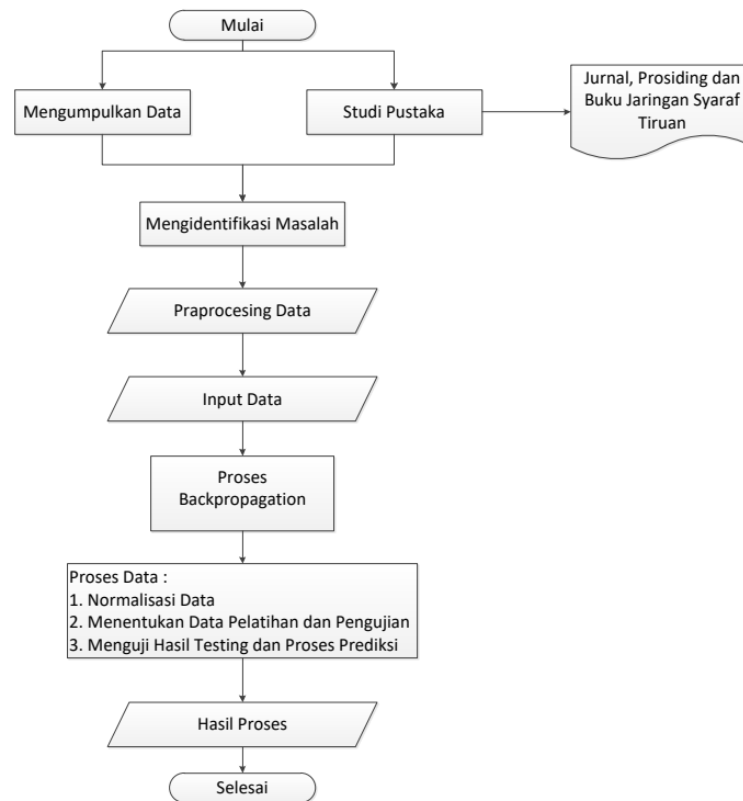 Mulai
Mengumpulkan Data
Studi Pustaka
Jurnal, Prosiding dan
Buku Jaringan Syaraf
Tiruan
Mengidentifikasi Masalah
Praprocesing Data
Input Data
Proses
Backpropagation
Proses Data :
1. Normalisasi Data
2. Menentukan Data Pelatihan dan Pengujian
3. Menguji Hasil Testing dan Proses Prediksi
Hasil Proses
Selesai